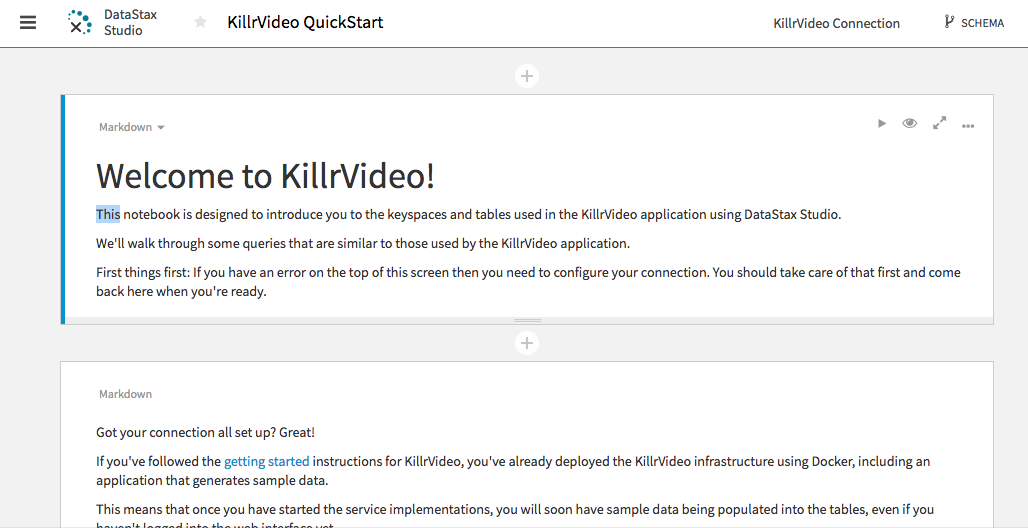 DataStax
Studio
KillrVideo QuickStart
KillrVideo Connection
SCHEMA
Markdown
Welcome to KillrVideo!
This notebook is designed to introduce you to the keyspaces and tables used in the KillrVideo application using DataStax Studio.
We'll walk through some queries that are similar to those used by the KillrVideo application.
First things first: If you have an error on the top of this screen then you need to configure your connection. You should take care of that first and come
back here when you're ready.
Markdown
Got your connection all set up? Great!
If you've followed the getting started instructions for KillrVideo, you've already deployed the KillrVideo infrastructure using Docker, including an
application that generates sample data.
This means that once you have started the service implementations, you will soon have sample data being populated into the tables, even if you
haven't logged into the web interface yet.